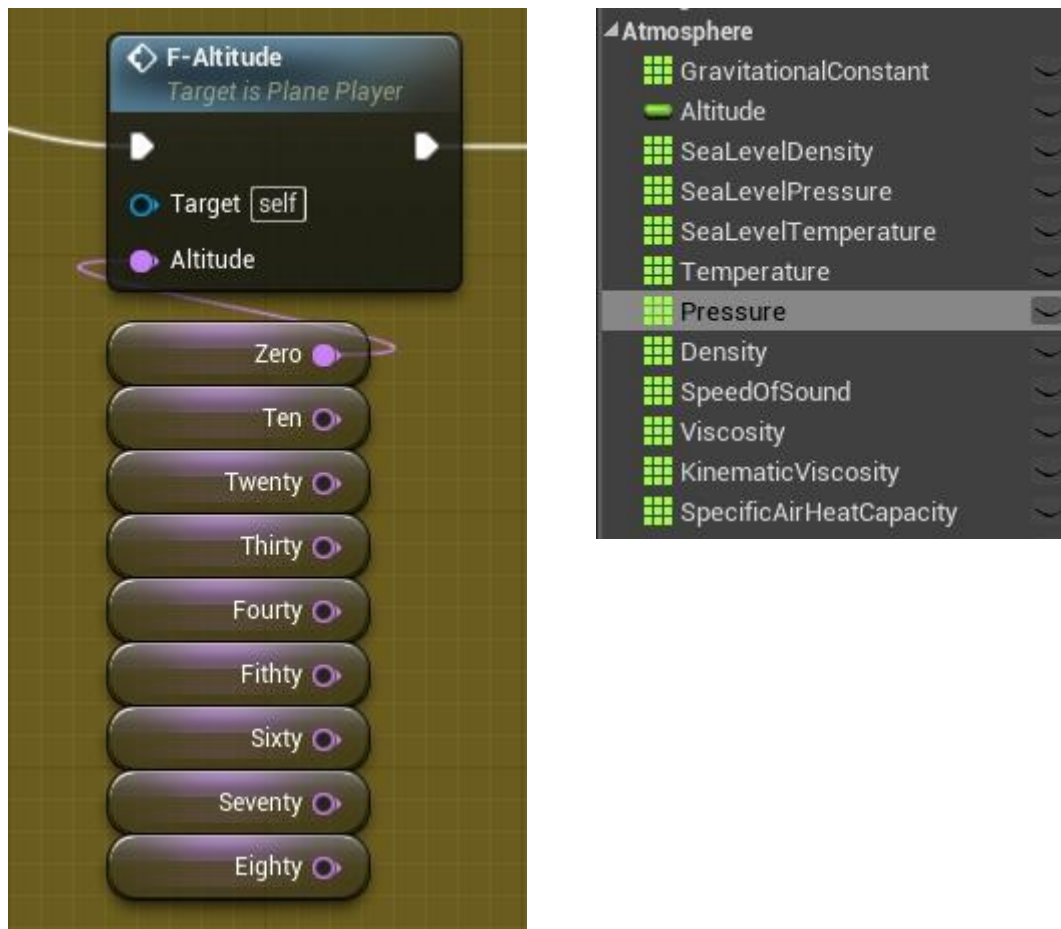 F-Altitude
Target is Plane Player
Target self
Altitude
Zero
Ten
Twenty
Thirty
Fourty
Fithty
Sixty
Seventy
Eighty
Atmosphere
GravitationalConstant
Altitude
SeaLevelDensity
SeaLevelPressure
SeaLevelTemperature
Temperature
Pressure
Density
SpeedOfSound
Viscosity
KinematicViscosity
SpecificAirHeatCapacity